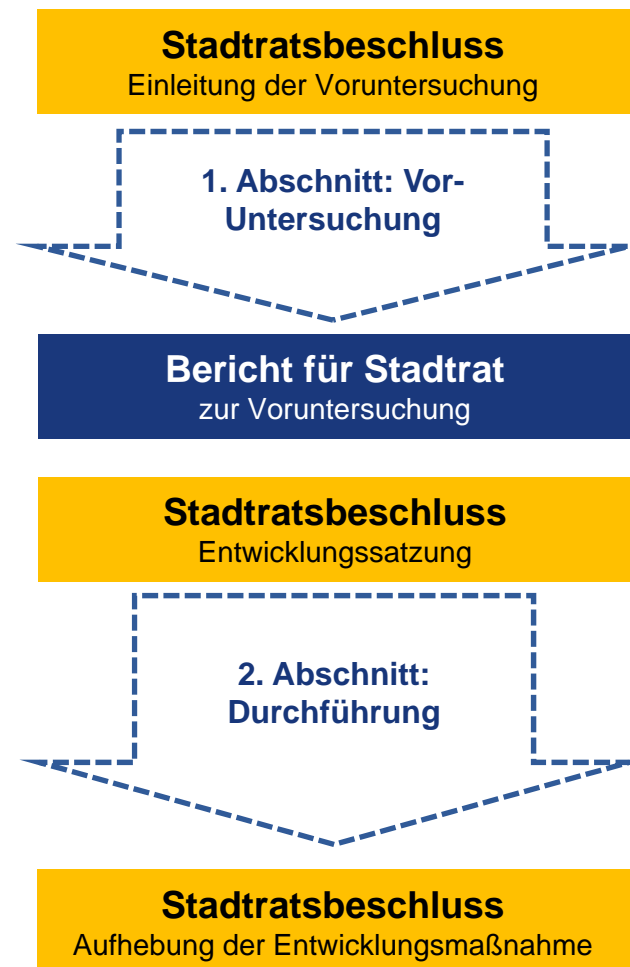 Stadtratsbeschluss
Einleitung der Voruntersuchung
1. Abschnitt: Vor-
Untersuchung
Bericht für Stadtrat
zur Voruntersuchung
Stadtratsbeschluss
Entwicklungssatzung
2. Abschnitt:
Durchführung
Stadtratsbeschluss
Aufhebung der Entwicklungsmaßnahme